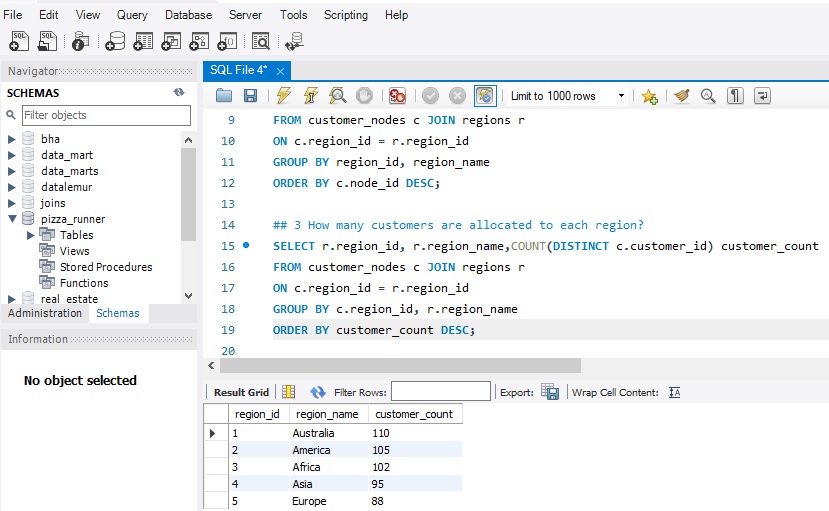 File Edit View Query Database Server Tools Scripting Help
Navigator
SQL File 4*
SCHEMAS
Filter objects
Limit to 1000 rows
bha
data_mart
data_marts
datalemur
joins
pizza_runner
Tables
Views
Stored Procedures
Functions
real_estate
Administration Schemas
Information
No object selected
9 FROM customer_nodes c JOIN regions r
10 ON c.region_id = r.region_id
11 GROUP BY region_id, region_name
12 ORDER BY c.node_id DESC;
13
14 ## 3 How many customers are allocated to each region?
15 SELECT r.region_id, r.region_name,COUNT(DISTINCT c.customer_id) customer_count
16 FROM customer_nodes c JOIN regions r
17 ON c.region_id = r.region_id
18 GROUP BY c.region_id, r.region_name
19 ORDER BY customer_count DESC;
20
Result Grid Filter Rows: Export: Wrap Cell Content:
region_id region_name customer_count
1 Australia 110
2 America 105
3 Africa 102
4 Asia 95
5 Europe 88